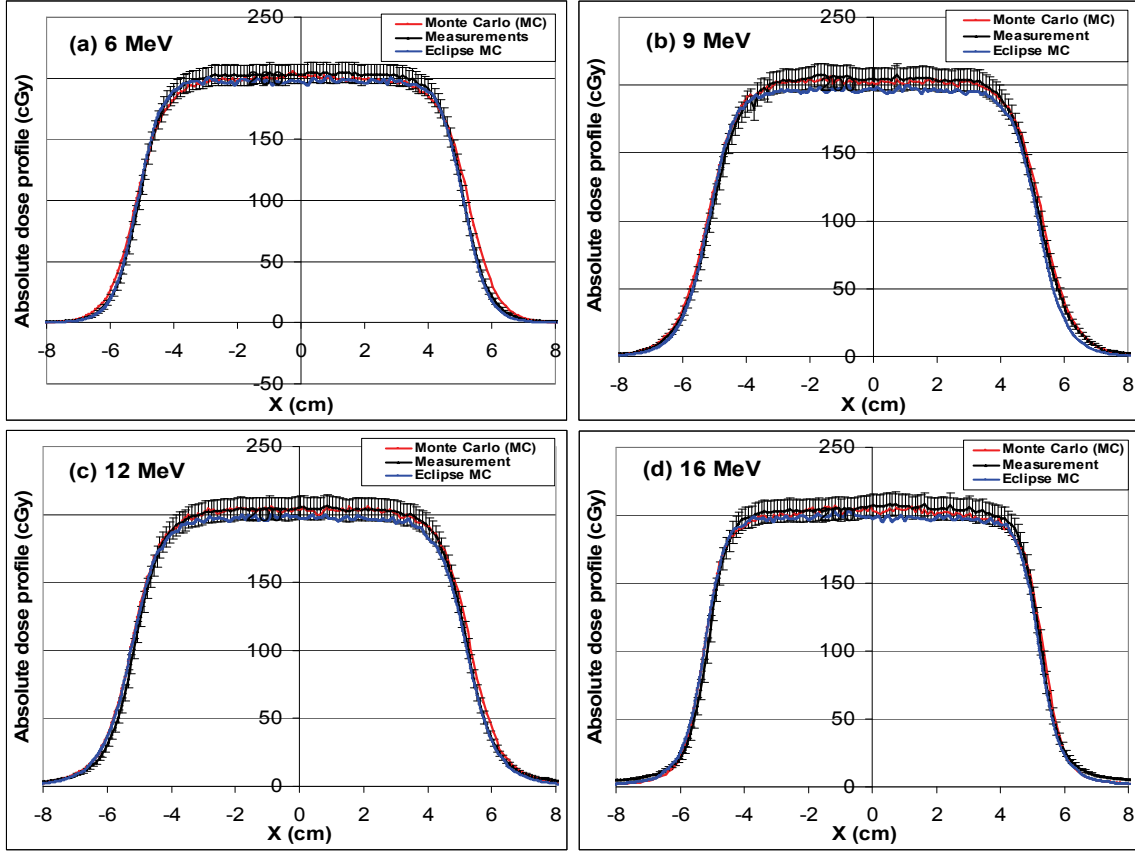 (a) 6 MeV
Monte Carlo (MC)
Measurements
Eclipse MC
Absolute dose profile (cGy)
250
200
150
100
50
0
-50
-8 -6 -4 -2 0 2 4 6 8
X (cm)
(b) 9 MeV
Monte Carlo (MC)
Measurement
Eclipse MC
Absolute dose profile (cGy)
250
200
150
100
50
0
-8 -6 -4 -2 0 2 4 6 8
X (cm)
(c) 12 MeV
Monte Carlo (MC)
Measurement
Eclipse MC
Absolute dose profile (cGy)
250
200
150
100
50
0
-8 -6 -4 -2 0 2 4 6 8
X (cm)
(d) 16 MeV
Monte Carlo (MC)
Measurement
Eclipse MC
Absolute dose profile (cGy)
250
200
150
100
50
0
-8 -6 -4 -2 0 2 4 6 8
X (cm)